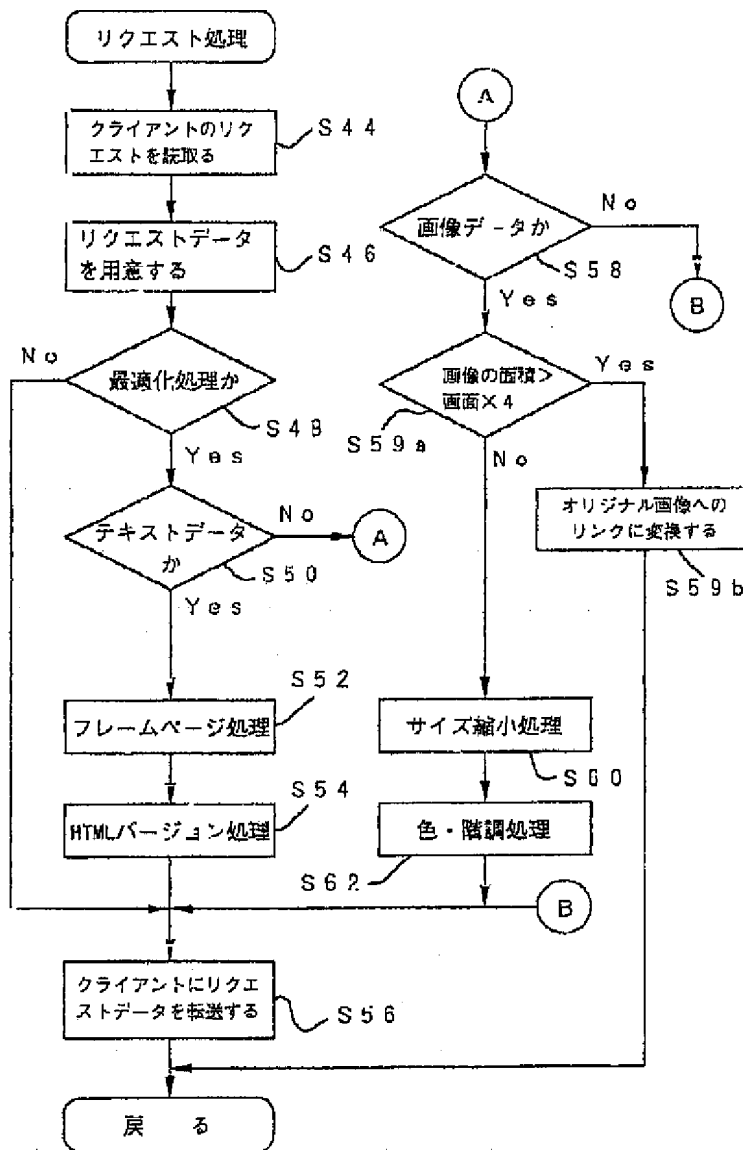 リクエスト処理
クライアントのリク
エストを読取る
S44
リクエストデータ
を用意する
S46
No
最適化処理か
S48
Yes
テキストデータ
か
No
A
S50
Yes
S52
フレームページ処理
S54
HTMLバージョン処理
クライアントにリクエ
ストデータを転送する
S56
戻る
A
画像データか
No
S58
B
Yes
画像の面積>
画面×4
Yes
S59a
No
オリジナル画像への
リンクに変換する
S59b
サイズ縮小処理
S60
色・階調処理
S62
B